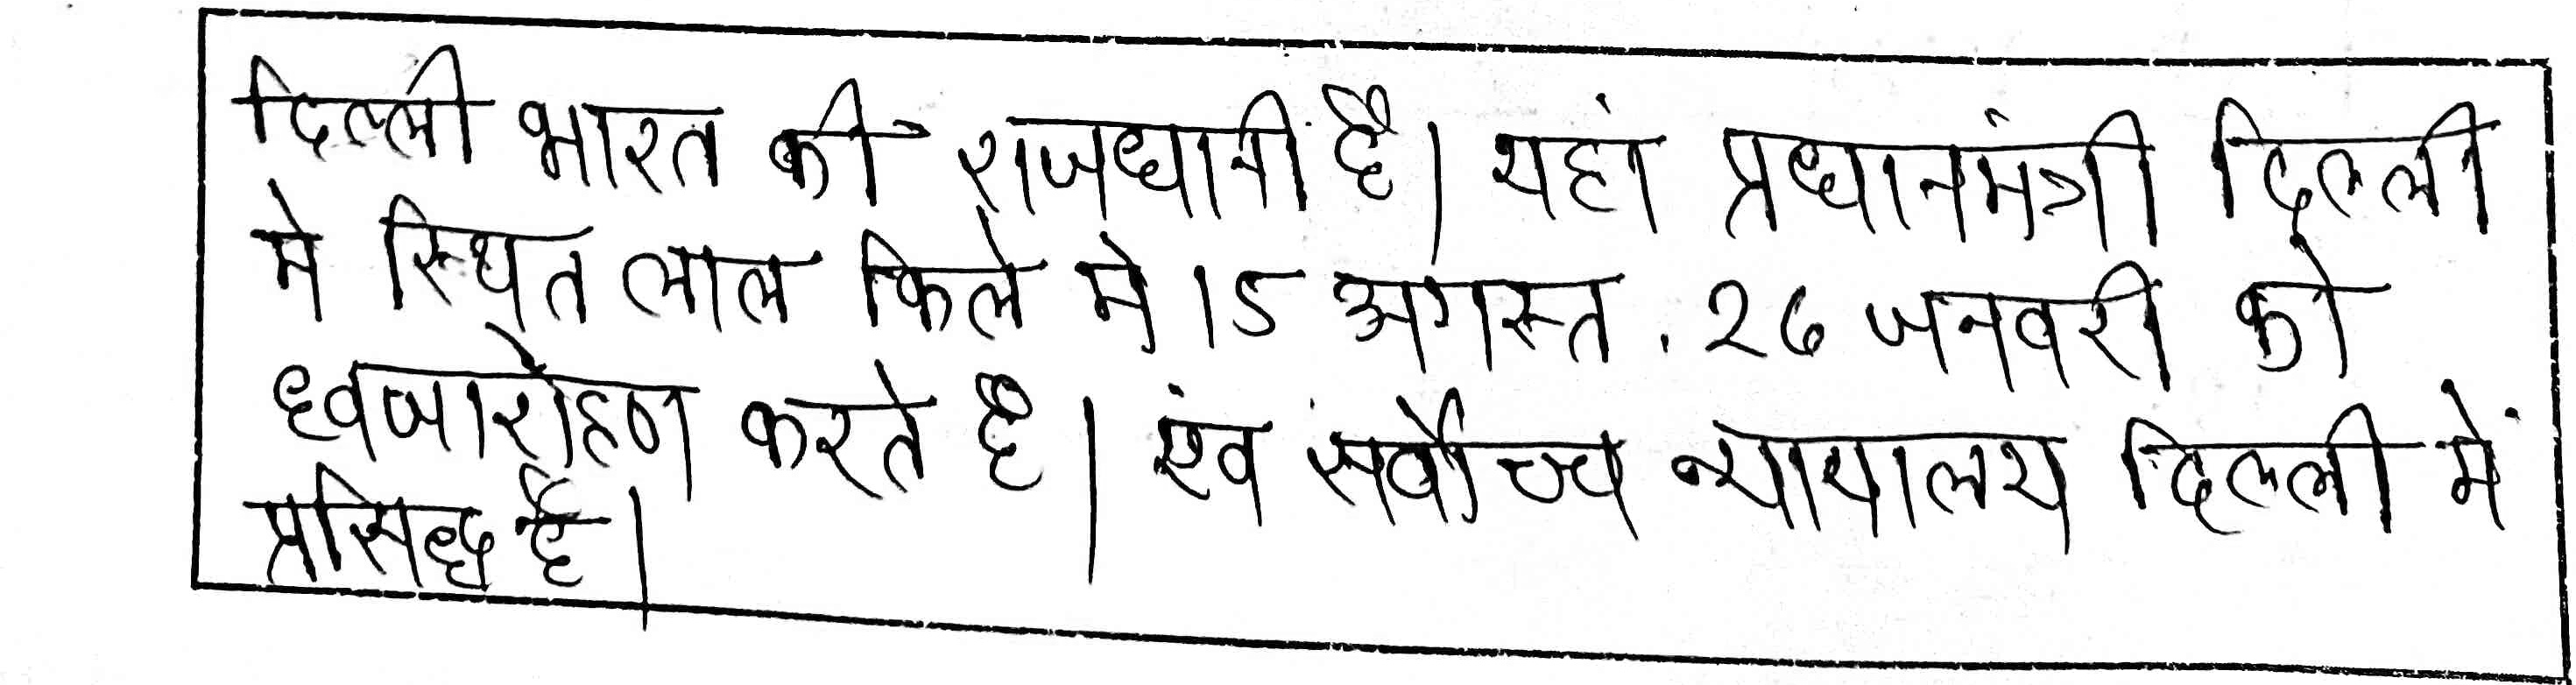 दिल्ली भारत की राजधानी है। यहां प्रधानमंत्री दिल्ली
मे स्थित लाल किले मे 15 अगस्त . 26 जनवरी को
ध्वजारोहण करते है। एंव सर्वोच्च न्यायालय दिल्ली में
प्रसिद्ध है।